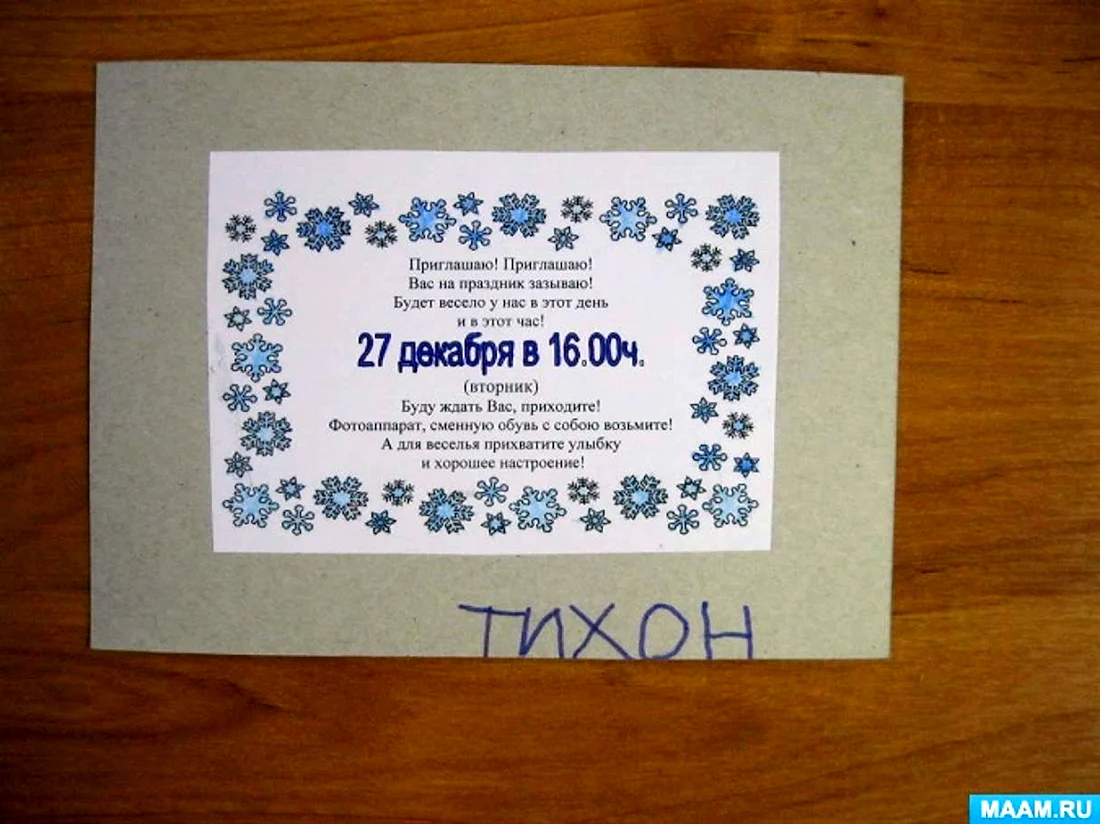 Приглашаю! Приглашаю!
Вас на праздник зазываю!
Будет весело у нас в этот день
и в этот час!
27 декабря в 16.00ч.
(вторник)
Буду ждать Вас, приходите!
Фотоаппарат, сменную обувь с собою возьмите!
А для веселья прихватите улыбку
и хорошее настроение!
ТИХОН
MAAM.RU